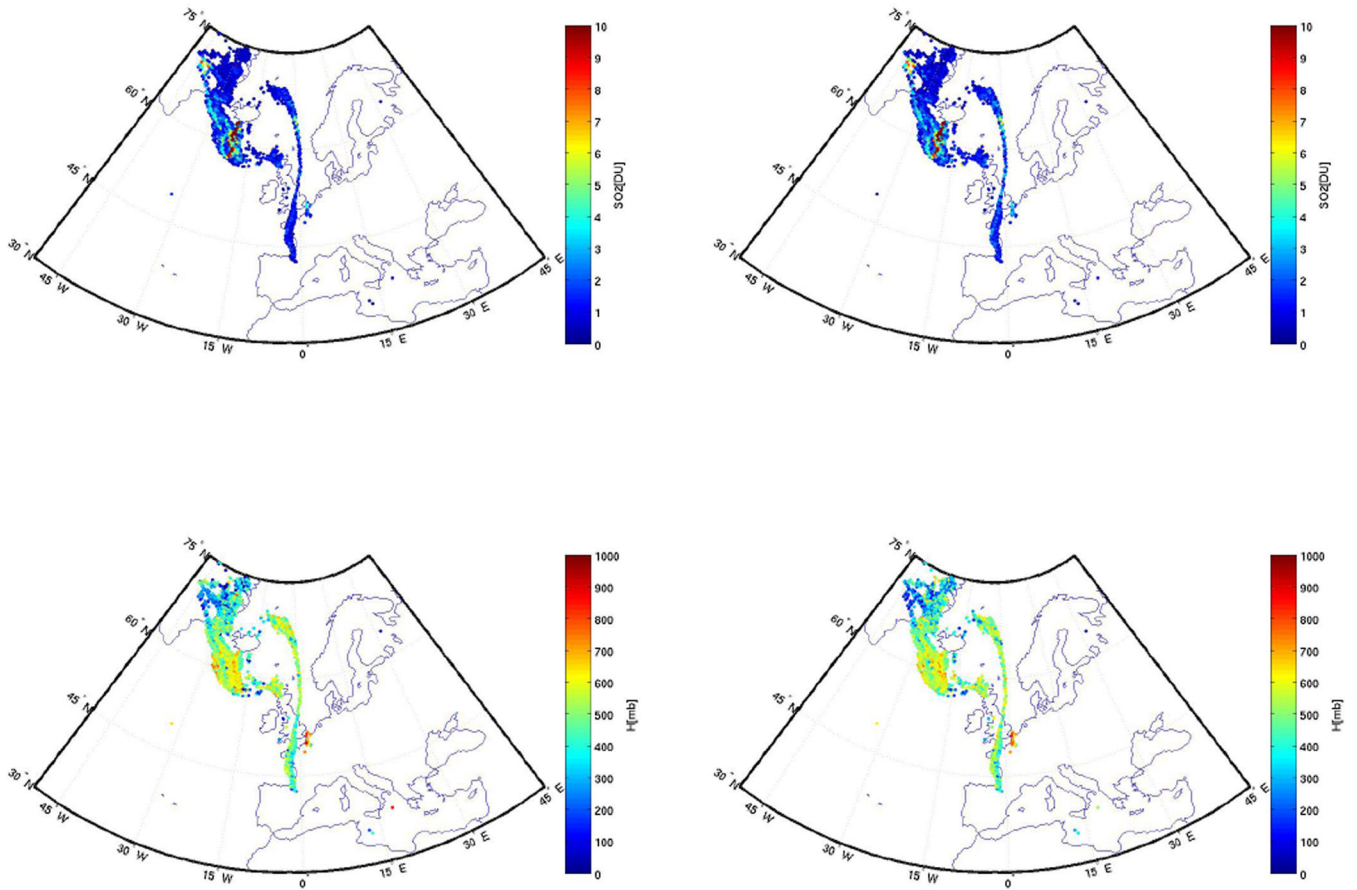 75° N
60° N
45° N
30° N
45 W
30 W
15 W
0
15 E
30 E
45 E
10
9
8
7
6
5
4
3
2
1
0
SO2[DU]
75° N
60° N
45° N
30° N
45 W
30 W
15 W
0
15 E
30 E
45 E
10
9
8
7
6
5
4
3
2
1
0
SO2[DU]
75° N
60° N
45° N
30° N
45 W
30 W
15 W
0
15 E
30 E
45 E
1000
900
800
700
600
500
400
300
200
100
0
H[mb]
75° N
60° N
45° N
30° N
45 W
30 W
15 W
0
15 E
30 E
45 E
1000
900
800
700
600
500
400
300
200
100
0
H[mb]